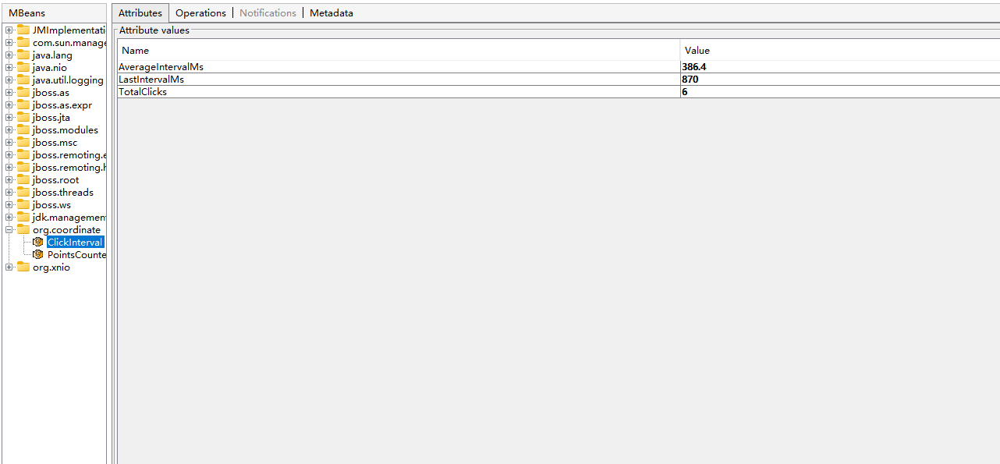 MBeans
JMImplementati
com.sun.manage
java.lang
java.nio
java.util.logging
jboss.as
jboss.as.expr
jboss.jta
jboss.modules
jboss.msc
jboss.remoting.e
jboss.remoting.h
jboss.root
jboss.threads
jboss.ws
jdk.management
org.coordinate
ClickInterval
PointsCounte
org.xnio
Attributes Operations Notifications Metadata
Attribute values
Name Value
AverageIntervalMs 386.4
LastIntervalMs 870
TotalClicks 6